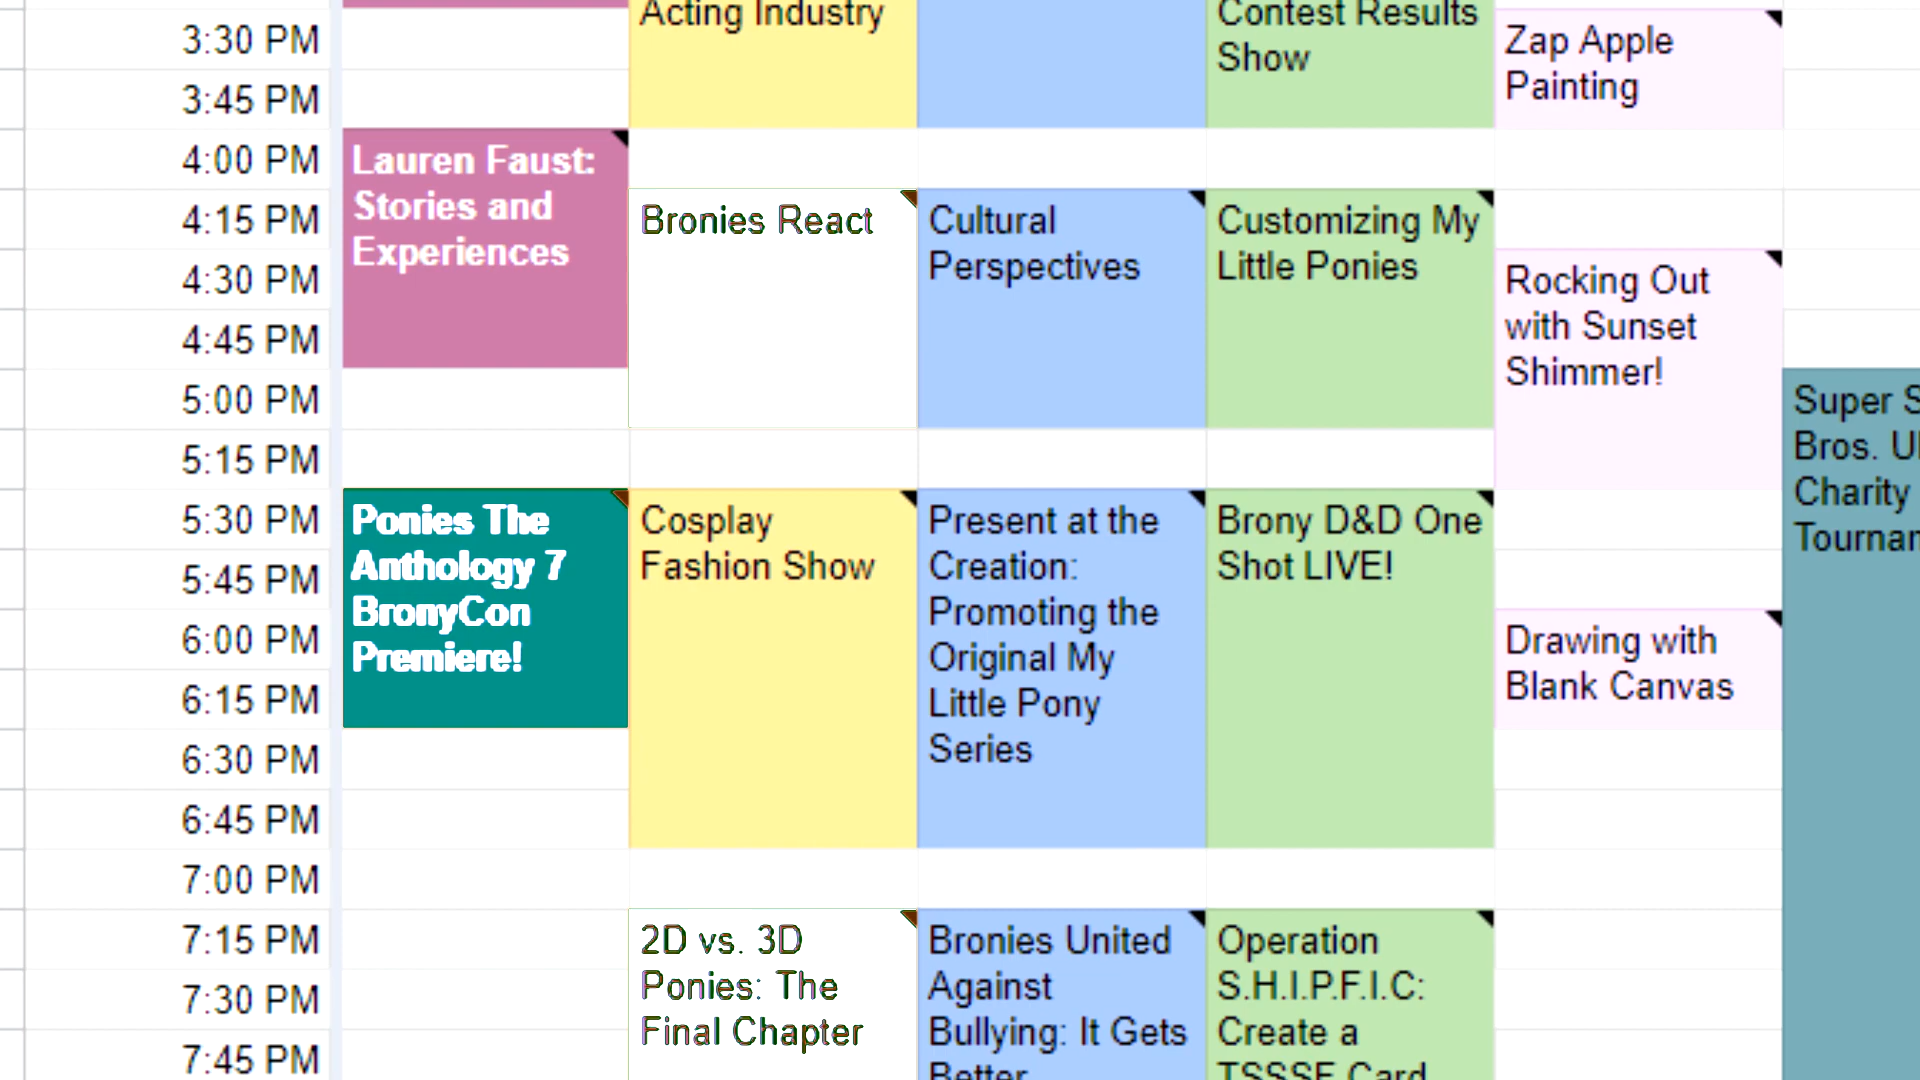 3:30 PM
3:45 PM
4:00 PM
4:15 PM
4:30 PM
4:45 PM
5:00 PM
5:15 PM
5:30 PM
5:45 PM
6:00 PM
6:15 PM
6:30 PM
6:45 PM
7:00 PM
7:15 PM
7:30 PM
7:45 PM
Lauren Faust:
Stories and
Experiences
Ponies The
Anthology 7
BronyCon
Premiere!
Acting Industry
Bronies React
Cosplay
Fashion Show
2D vs. 3D
Ponies: The
Final Chapter
Cultural
Perspectives
Present at the
Creation:
Promoting the
Original My
Little Pony
Series
Bronies United
Against
Bullying: It Gets
Better
Contest Results
Show
Customizing My
Little Ponies
Brony D&D One
Shot LIVE!
Operation
S.H.I.P.F.I.C:
Create a
TSSSF Card
Zap Apple
Painting
Rocking Out
with Sunset
Shimmer!
Drawing with
Blank Canvas
Super S
Bros. Ul
Charity
Tournam